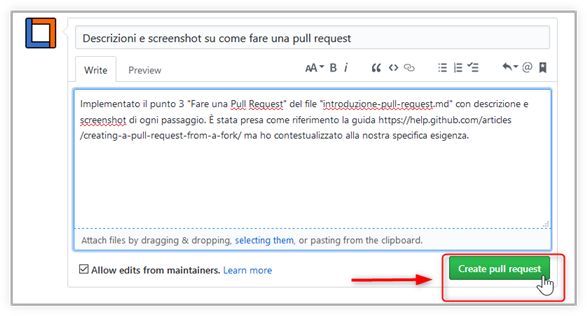 Descrizioni e screenshot su come fare una pull request
Write
Preview
AA B i
Implementato il punto 3 "Fare una Pull Request" del file "introduzione-pull-request.md" con descrizione e
screenshot di ogni passaggio. È stata presa come riferimento la guida https://help.github.com/articles
/creating-a-pull-request-from-a-fork/ ma ho contestualizzato alla nostra specifica esigenza.
Attach files by dragging & dropping, selecting them, or pasting from the clipboard.
Allow edits from maintainers. Learn more
Create pull request